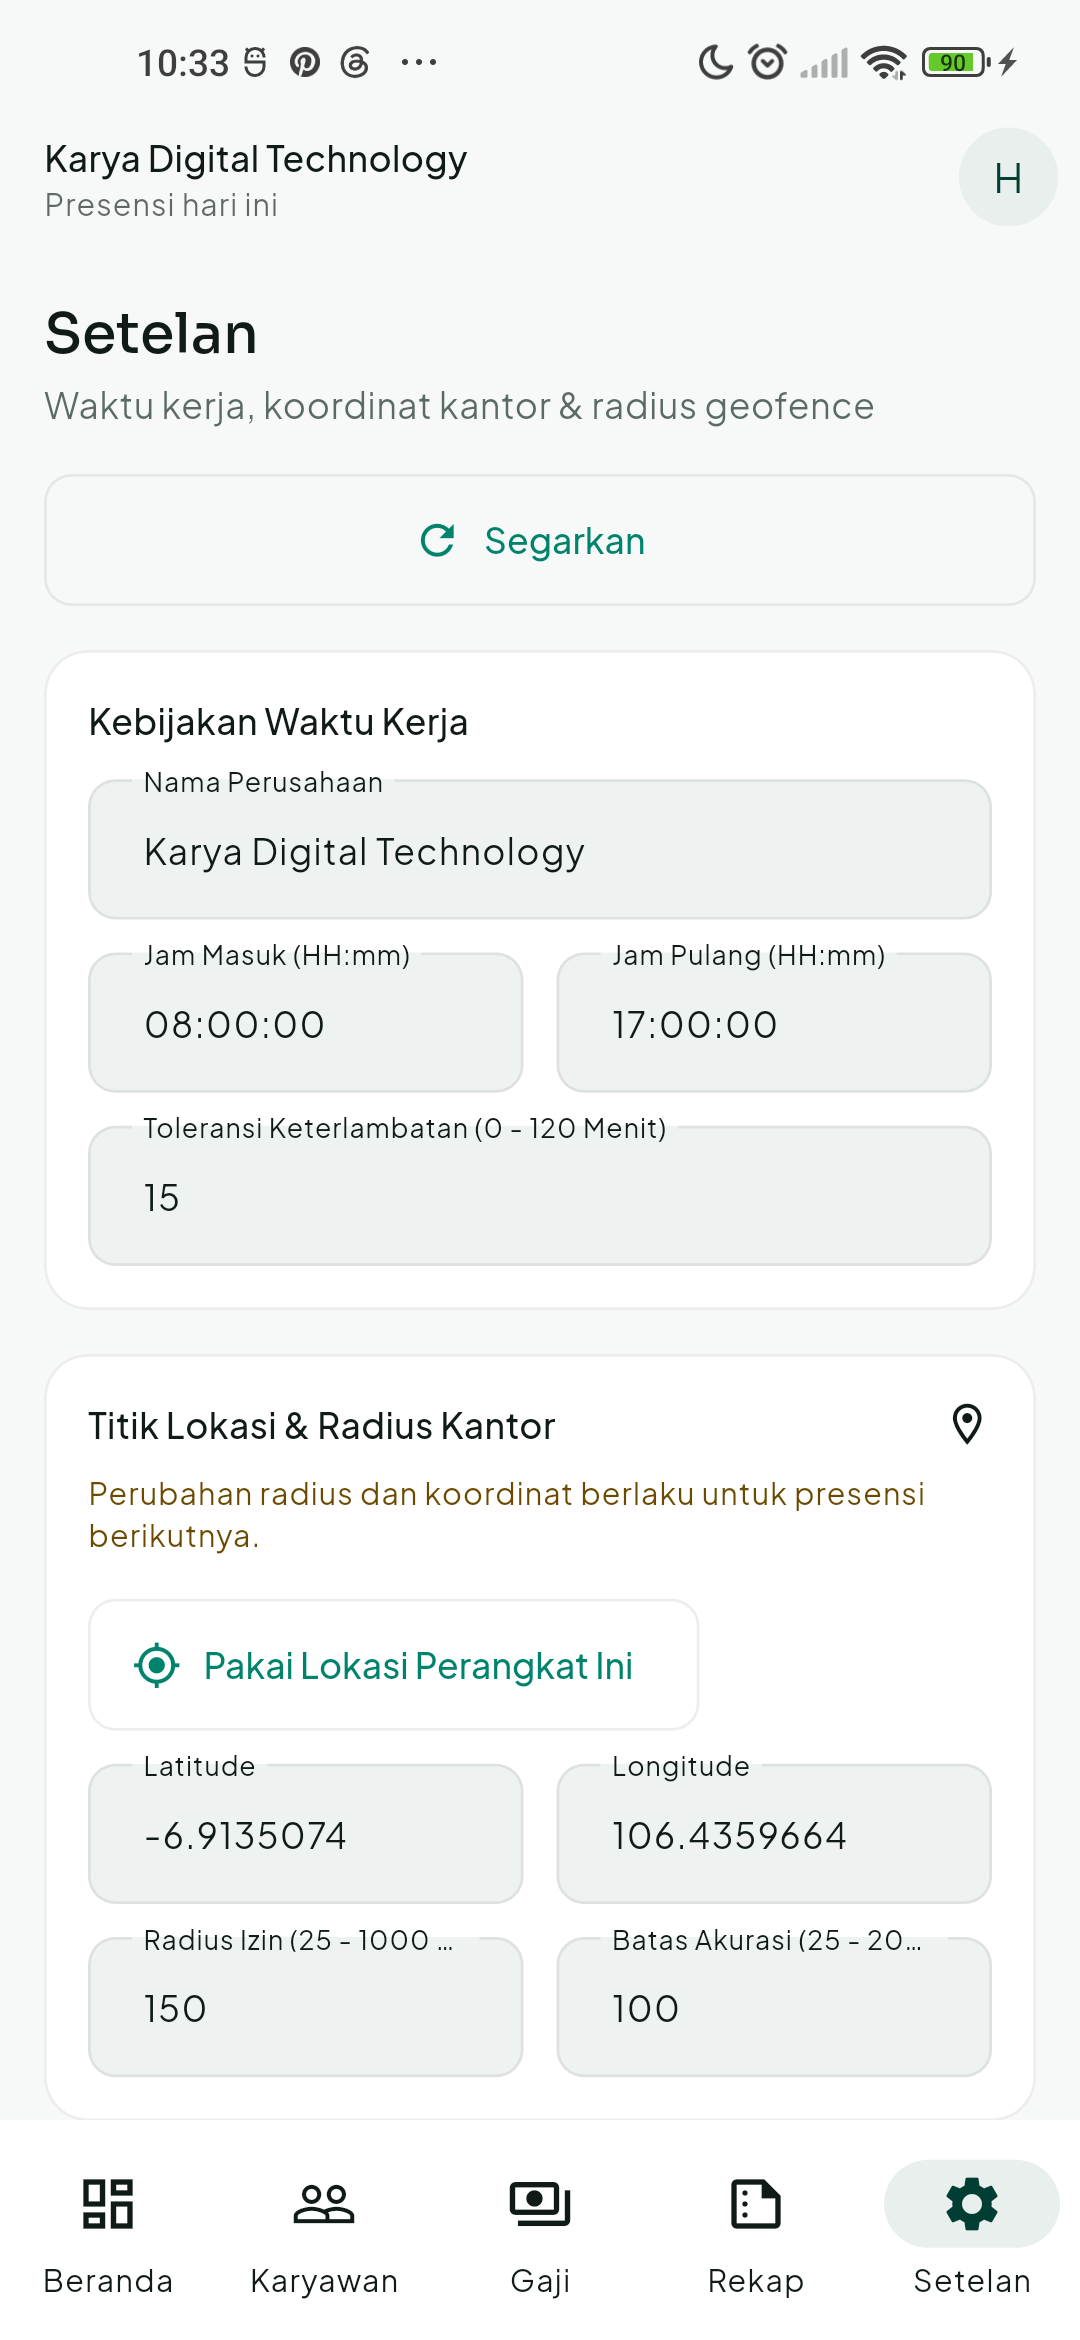 10:33
90
Karya Digital Technology
H
Presensi hari ini
Setelan
Waktu kerja, koordinat kantor & radius geofence
Segarkan
Kebijakan Waktu Kerja
Nama Perusahaan
Karya Digital Technology
Jam Masuk (HH:mm)
Jam Pulang (HH:mm)
08:00:00
17:00:00
Toleransi Keterlambatan (0 - 120 Menit)
15
Titik Lokasi & Radius Kantor
Perubahan radius dan koordinat berlaku untuk presensi
berikutnya.
Pakai Lokasi Perangkat Ini
Latitude
Longitude
-6.9135074
106.4359664
Radius Izin (25 - 1000 ...
Batas Akurasi (25 - 20...
150
100
Beranda
Karyawan
Gaji
Rekap
Setelan